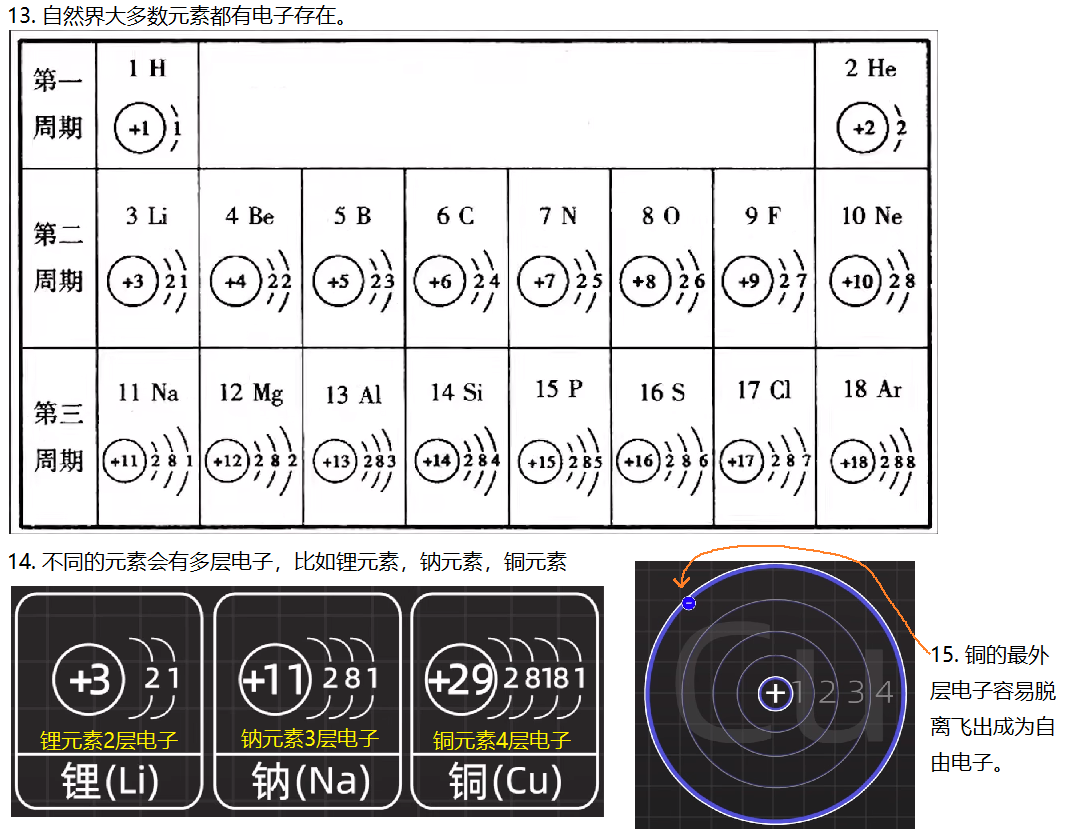 13. 自然界大多数元素都有电子存在。
第一周期
1 H
2 He
+1 1
+2 2
第二周期
3 Li
4 Be
5 B
6 C
7 N
8 O
9 F
10 Ne
+3 2 1
+4 2 2
+5 2 3
+6 2 4
+7 2 5
+8 2 6
+9 2 7
+10 2 8
第三周期
11 Na
12 Mg
13 Al
14 Si
15 P
16 S
17 Cl
18 Ar
+11 2 8 1
+12 2 8 2
+13 2 8 3
+14 2 8 4
+15 2 8 5
+16 2 8 6
+17 2 8 7
+18 2 8 8
14. 不同的元素会有多层电子，比如锂元素，钠元素，铜元素
+3 2 1
锂元素2层电子
锂(Li)
+11 2 8 1
钠元素3层电子
钠(Na)
+29 2 8 18 1
铜元素4层电子
铜(Cu)
Cu
−
+ 1 2 3 4
15. 铜的最外
层电子容易脱
离飞出成为自
由电子。